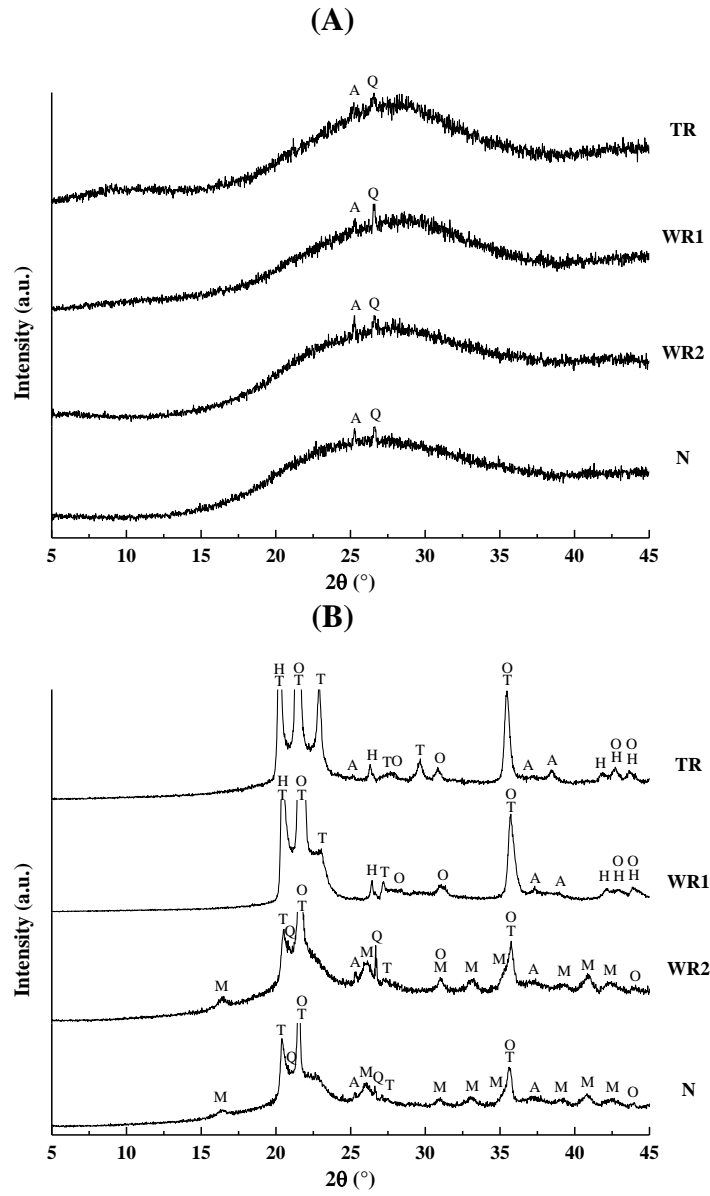 (A)
A Q
TR
A Q
WR1
A Q
WR2
A Q
N
Intensity (a.u.)
5 10 15 20 25 30 35 40 45
2θ (°)
(B)
H O O
T T T A H T O T O T A A H O H O H
TR
H O O
T T T H T O O T A A H O H O H
WR1
O O O
M T Q T A M Q T M M M T A M M M O
WR2
O O
M T Q T A M Q T M M M T A M M M O
N
Intensity (a.u.)
5 10 15 20 25 30 35 40 45
2θ (°)